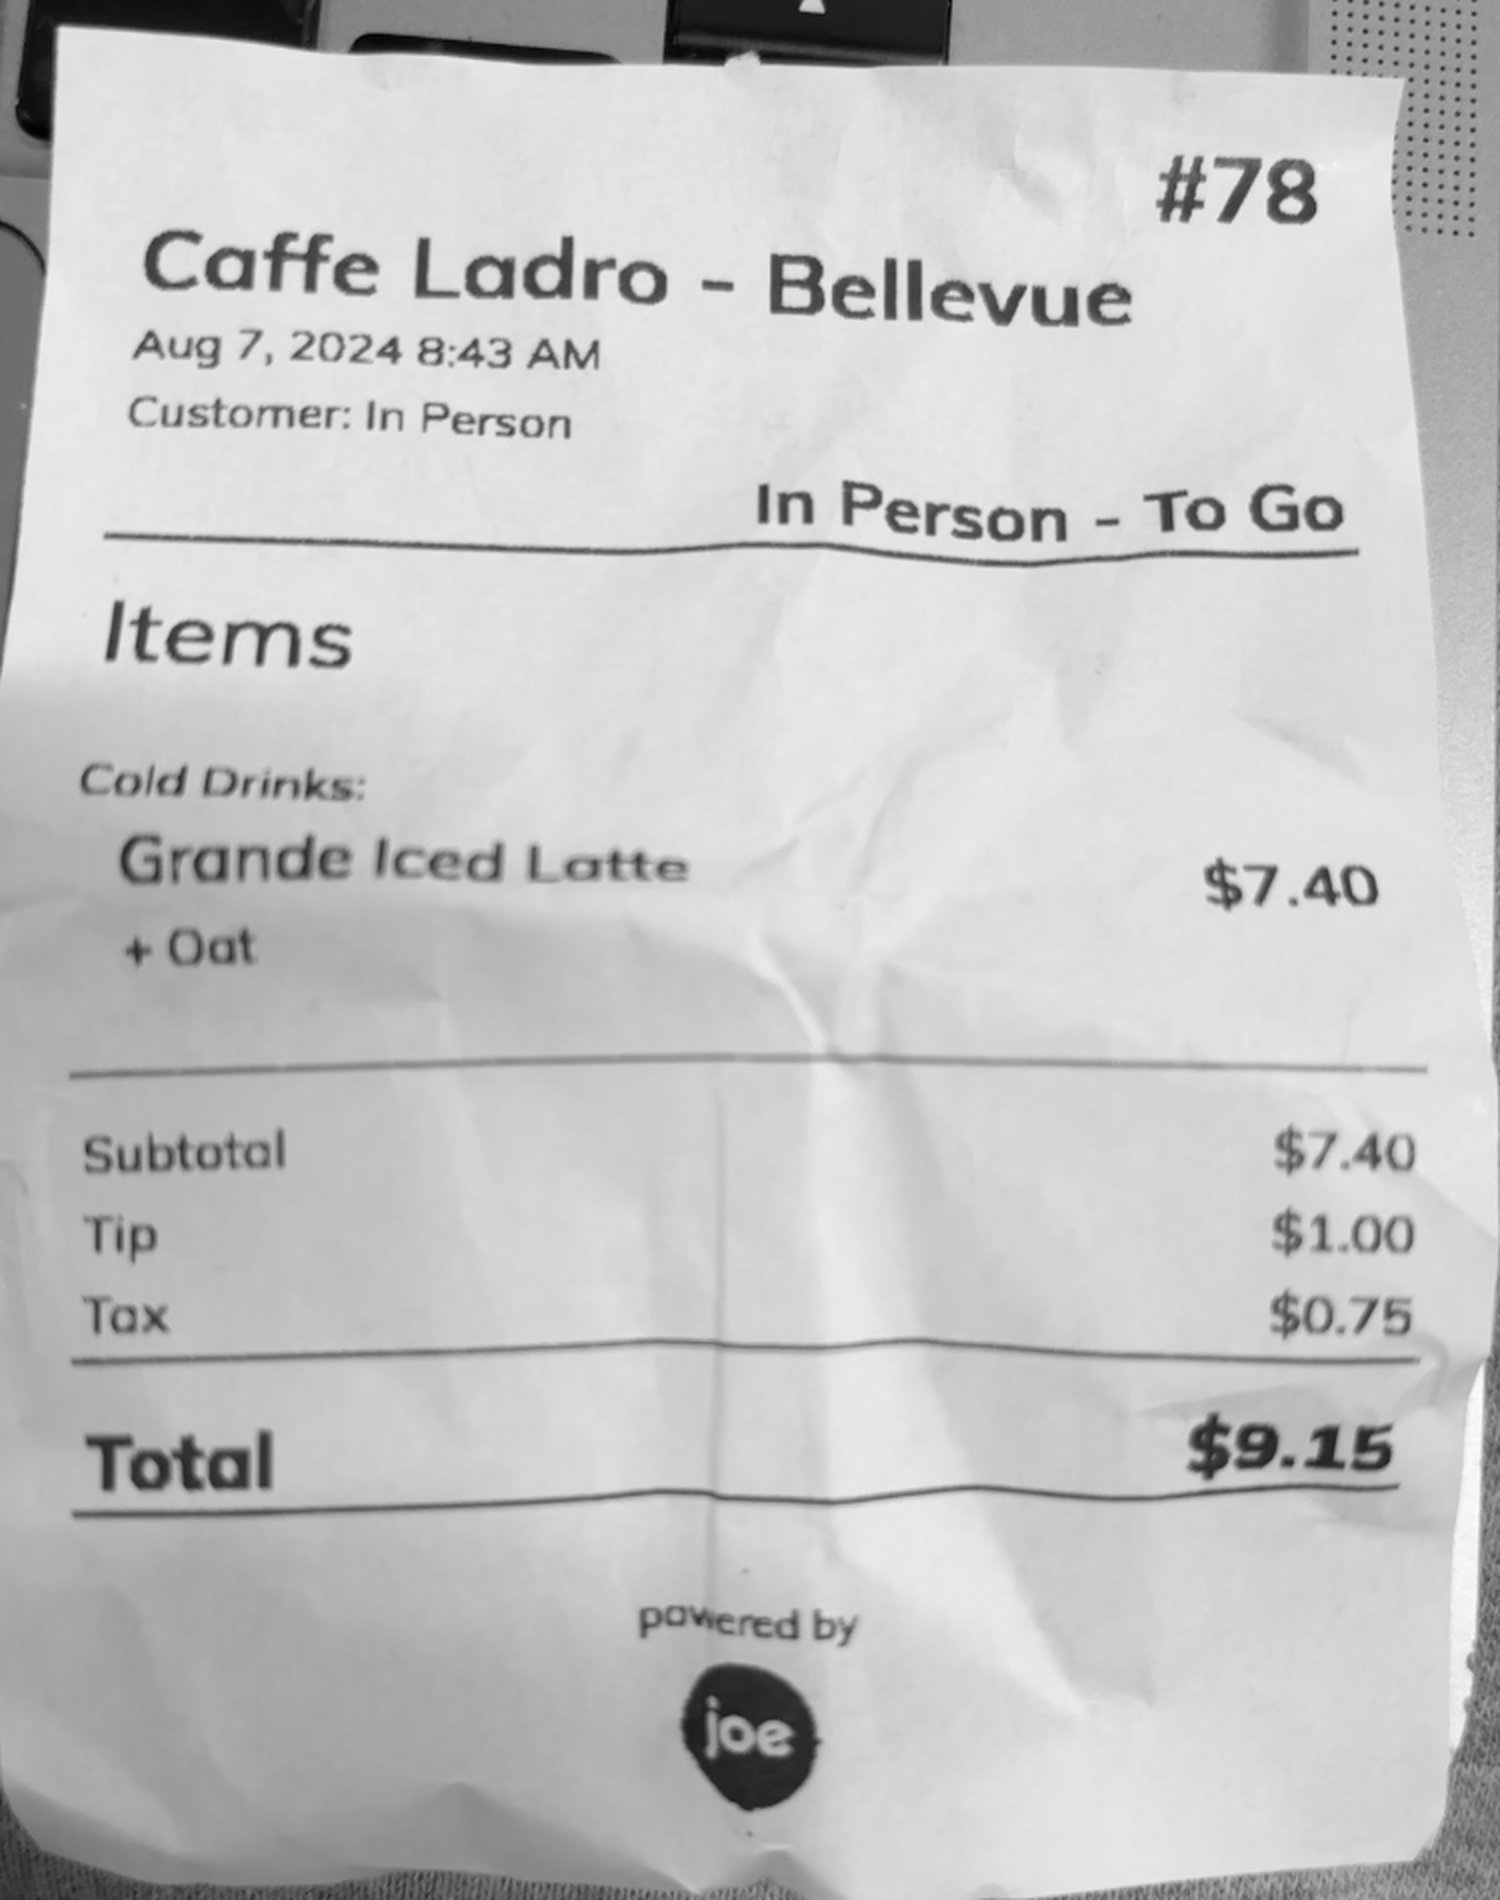 #78
Caffe Ladro - Bellevue
Aug 7, 2024 8:43 AM
Customer: In Person
In Person - To Go
Items
Cold Drinks:
Grande Iced Latte $7.40
+ Oat
Subtotal $7.40
Tip $1.00
Tax $0.75
Total $9.15
powered by
joe